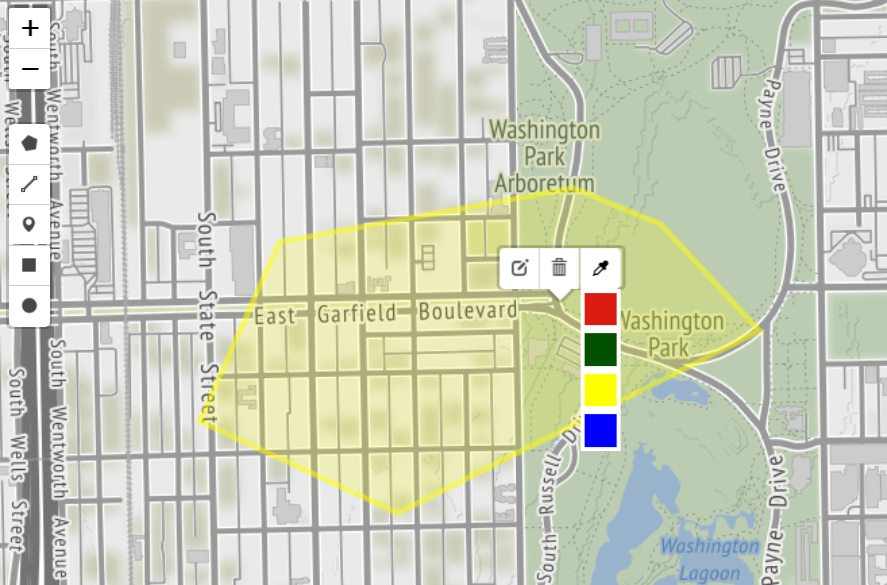 +
−
South Wentworth Avenue
Washington
Park
Arboretum
Payne Drive
South State Street
East Garfield Boulevard
Washington
Park
South Wells Street
South Wentworth Avenue
South Russell Dri
Payne Drive
Washington
Lagoon